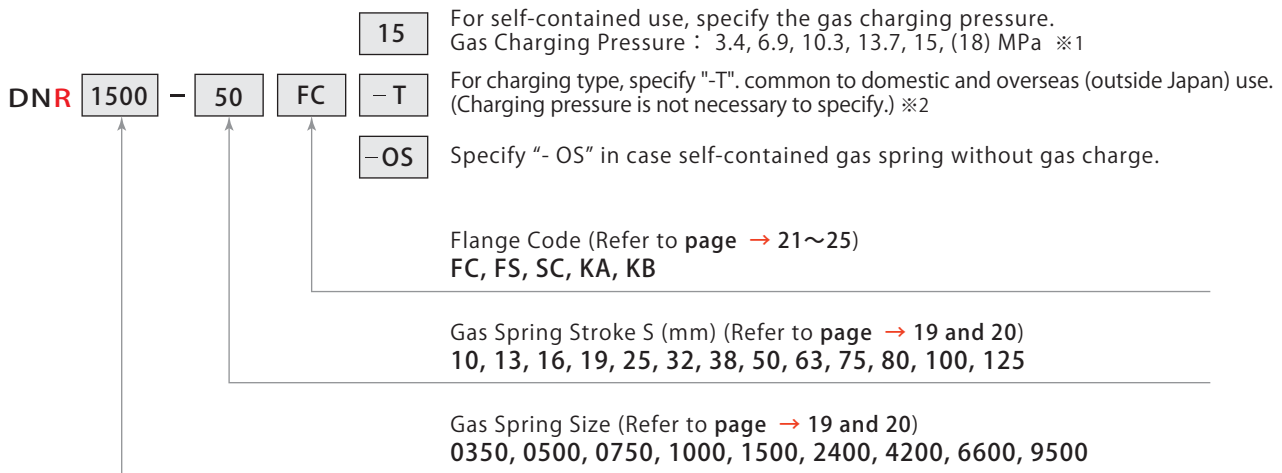 15
For self-contained use, specify the gas charging pressure.
Gas Charging Pressure : 3.4, 6.9, 10.3, 13.7, 15, (18) MPa ※1
DNR 1500 – 50 FC –T
For charging type, specify "-T". common to domestic and overseas (outside Japan) use.
(Charging pressure is not necessary to specify.) ※2
–OS
Specify “- OS” in case self-contained gas spring without gas charge.
Flange Code (Refer to page → 21～25)
FC, FS, SC, KA, KB
Gas Spring Stroke S (mm) (Refer to page → 19 and 20)
10, 13, 16, 19, 25, 32, 38, 50, 63, 75, 80, 100, 125
Gas Spring Size (Refer to page → 19 and 20)
0350, 0500, 0750, 1000, 1500, 2400, 4200, 6600, 9500